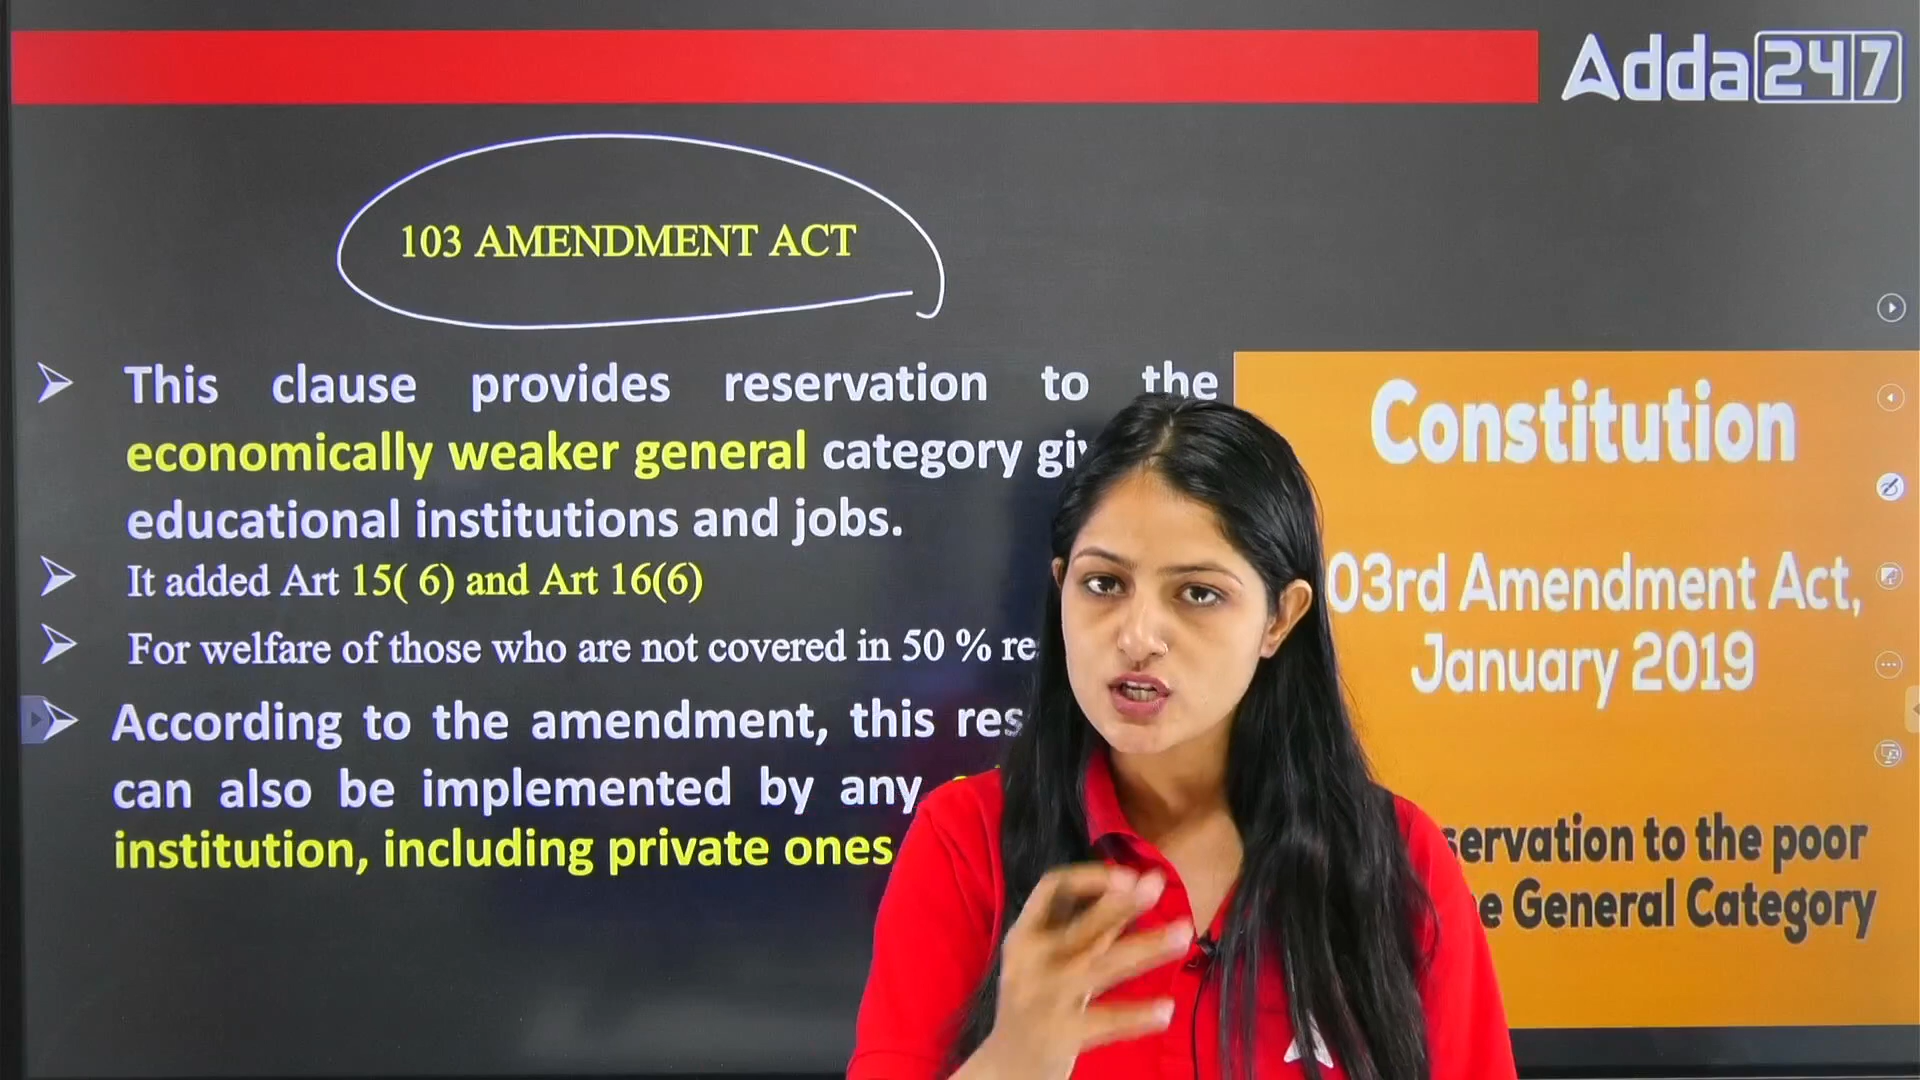 Adda247
103 AMENDMENT ACT
This clause provides reservation to the
economically weaker general category
educational institutions and jobs.
It added Art 15( 6) and Art 16(6)
For welfare of those who are not covered in 50 %
According to the amendment, this
can also be implemented by any
institution, including private ones
Constitution
03rd Amendment Act,
January 2019
servation to the poor
General Category